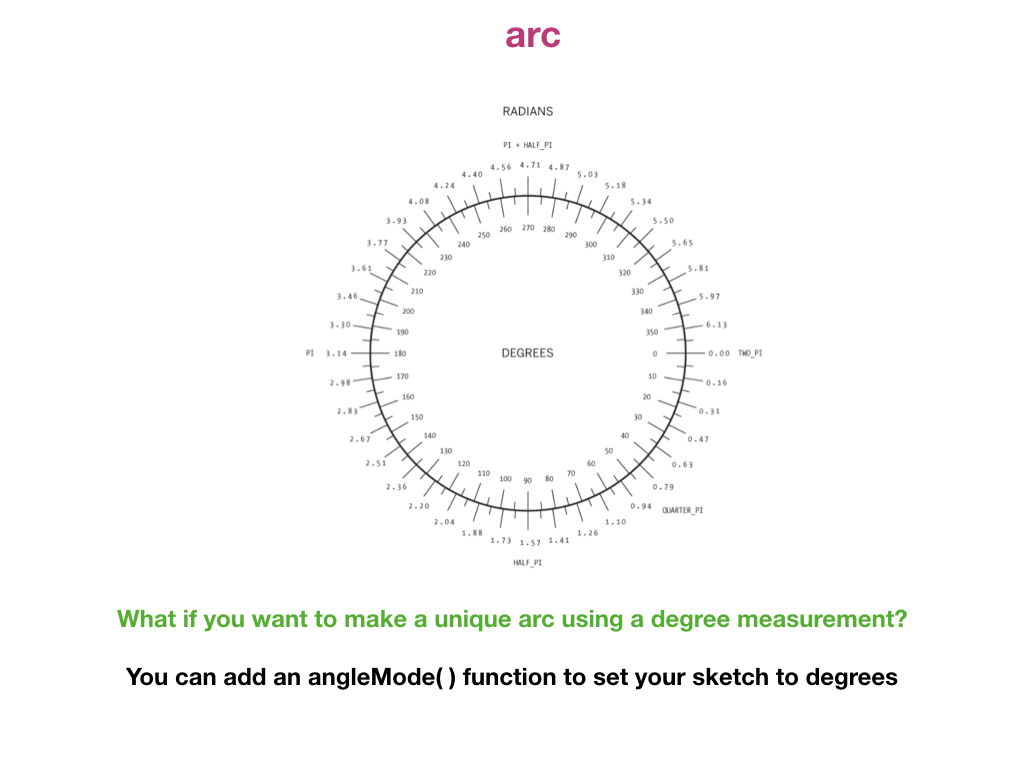 arc
RADIANS
PI + HALF_PI
4.56 4.71 4.87
4.40 5.03
4.24 5.18
4.08 5.34
3.93 5.50
260 270 280
250 290
240 300
3.77 5.65
230 310
3.61 220 320 5.81
210 330
3.46 5.97
200 340
3.30 190 350 6.13
PI 3.14 180 DEGREES 0 0.00 TWO_PI
2.98 170 10 0.16
160 20
2.83 0.31
150 30
2.67 140 40 0.47
130 50
2.51 120 60 0.63
110 70
100 90 80
2.36 0.79
2.20 0.94 QUARTER_PI
2.04 1.10
1.88 1.26
1.73 1.57 1.41
HALF_PI
What if you want to make a unique arc using a degree measurement?
You can add an angleMode( ) function to set your sketch to degrees